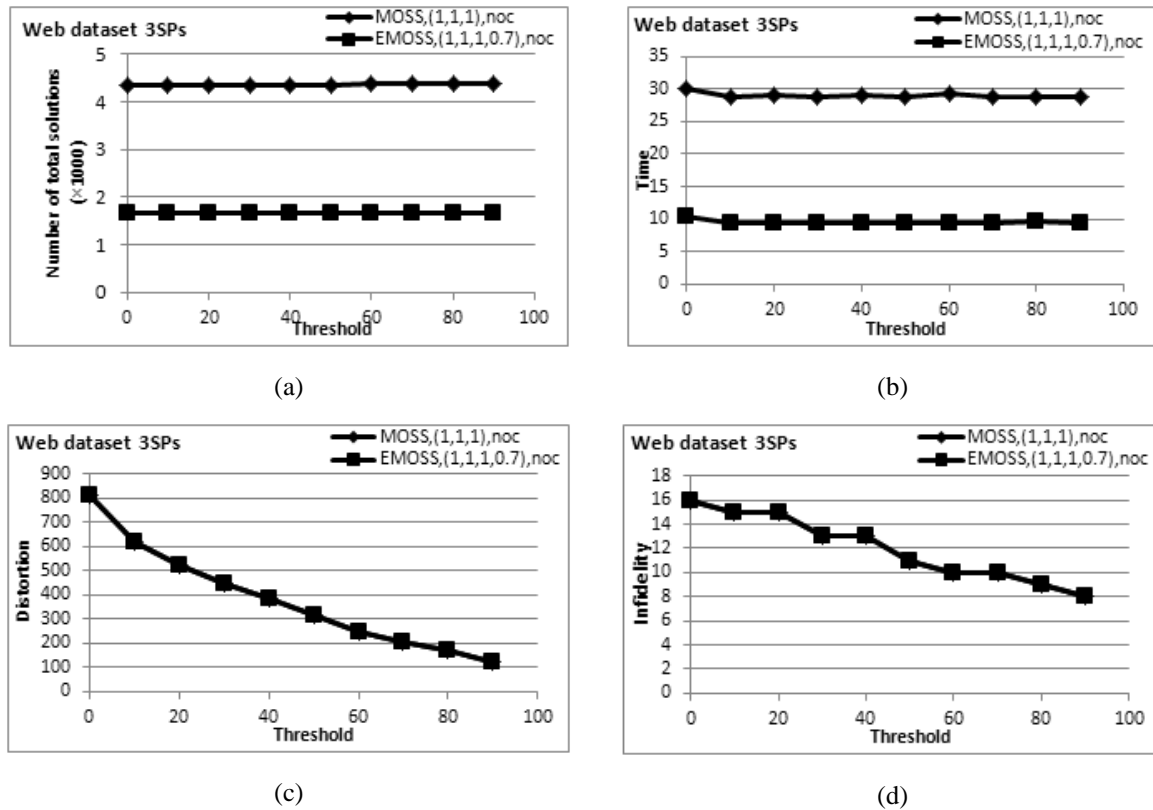 Web dataset 3SPs
MOSS,(1,1,1),noc
EMOSS,(1,1,1,0.7),noc
Number of total solutions
(×1000)
5
4
3
2
1
0
0 20 40 60 80 100
Threshold
(a)
Web dataset 3SPs
MOSS,(1,1,1),noc
EMOSS,(1,1,1,0.7),noc
Time
35
30
25
20
15
10
5
0
0 20 40 60 80 100
Threshold
(b)
Web dataset 3SPs
MOSS,(1,1,1),noc
EMOSS,(1,1,1,0.7),noc
Distortion
900
800
700
600
500
400
300
200
100
0
0 20 40 60 80 100
Threshold
(c)
Web dataset 3SPs
MOSS,(1,1,1),noc
EMOSS,(1,1,1,0.7),noc
Infidelity
18
16
14
12
10
8
6
4
2
0
0 20 40 60 80 100
Threshold
(d)